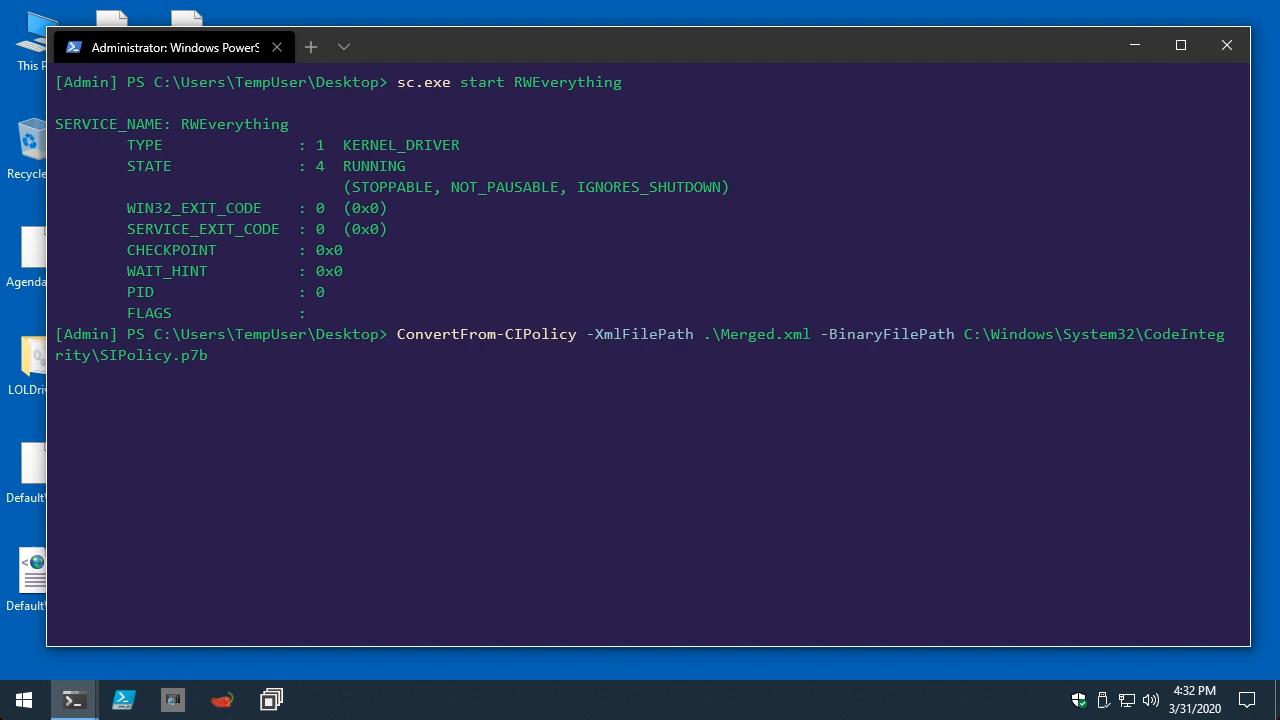 This P
Administrator: Windows PowerS
[Admin] PS C:\Users\TempUser\Desktop> sc.exe start RWEverything
SERVICE_NAME: RWEverything
TYPE : 1 KERNEL_DRIVER
STATE : 4 RUNNING
(STOPPABLE, NOT_PAUSABLE, IGNORES_SHUTDOWN)
WIN32_EXIT_CODE : 0 (0x0)
SERVICE_EXIT_CODE : 0 (0x0)
CHECKPOINT : 0x0
WAIT_HINT : 0x0
PID : 0
FLAGS :
[Admin] PS C:\Users\TempUser\Desktop> ConvertFrom-CIPolicy -XmlFilePath .\Merged.xml -BinaryFilePath C:\Windows\System32\CodeInteg
rity\SIPolicy.p7b
Recycle
Agenda
LOLDri
Default
Default
4:32 PM
3/31/2020